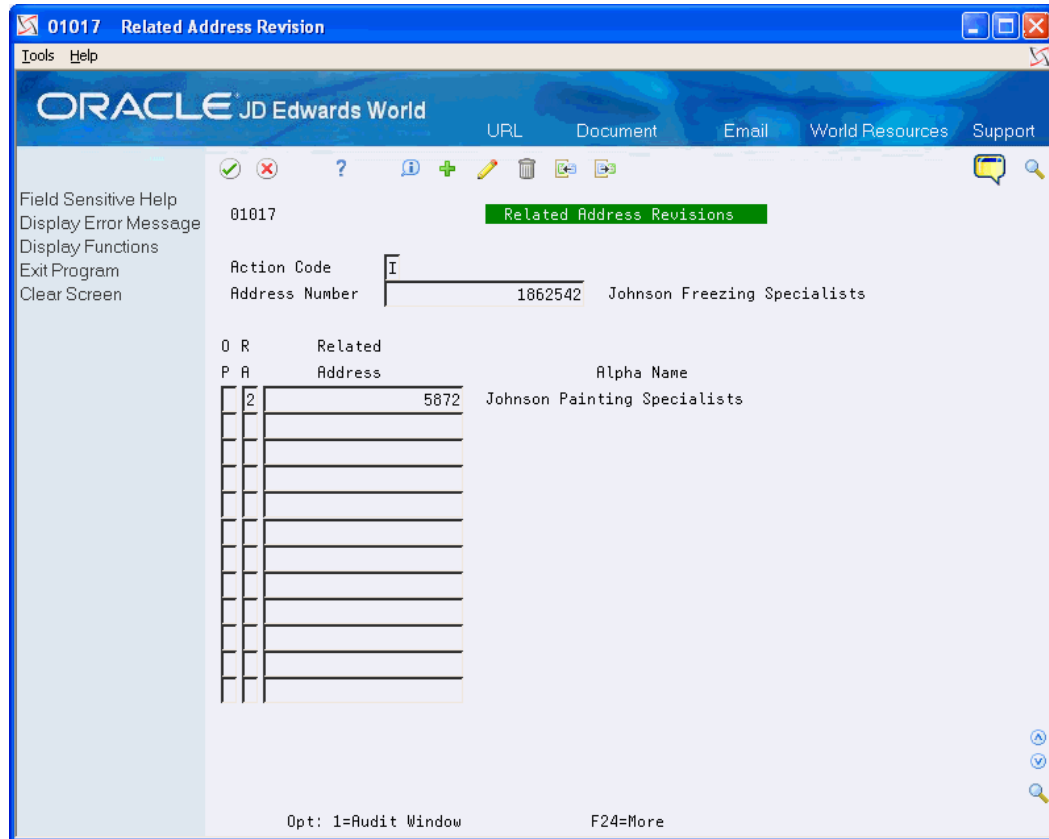 01017 Related Address Revision
Tools Help
ORACLE JD Edwards World
URL Document Email World Resources Support
Field Sensitive Help
Display Error Message
Display Functions
Exit Program
Clear Screen
01017 Related Address Revisions
Action Code I
Address Number 1862542 Johnson Freezing Specialists
O R Related
P A Address Alpha Name
2 5872 Johnson Painting Specialists
Opt: 1=Audit Window F24=More